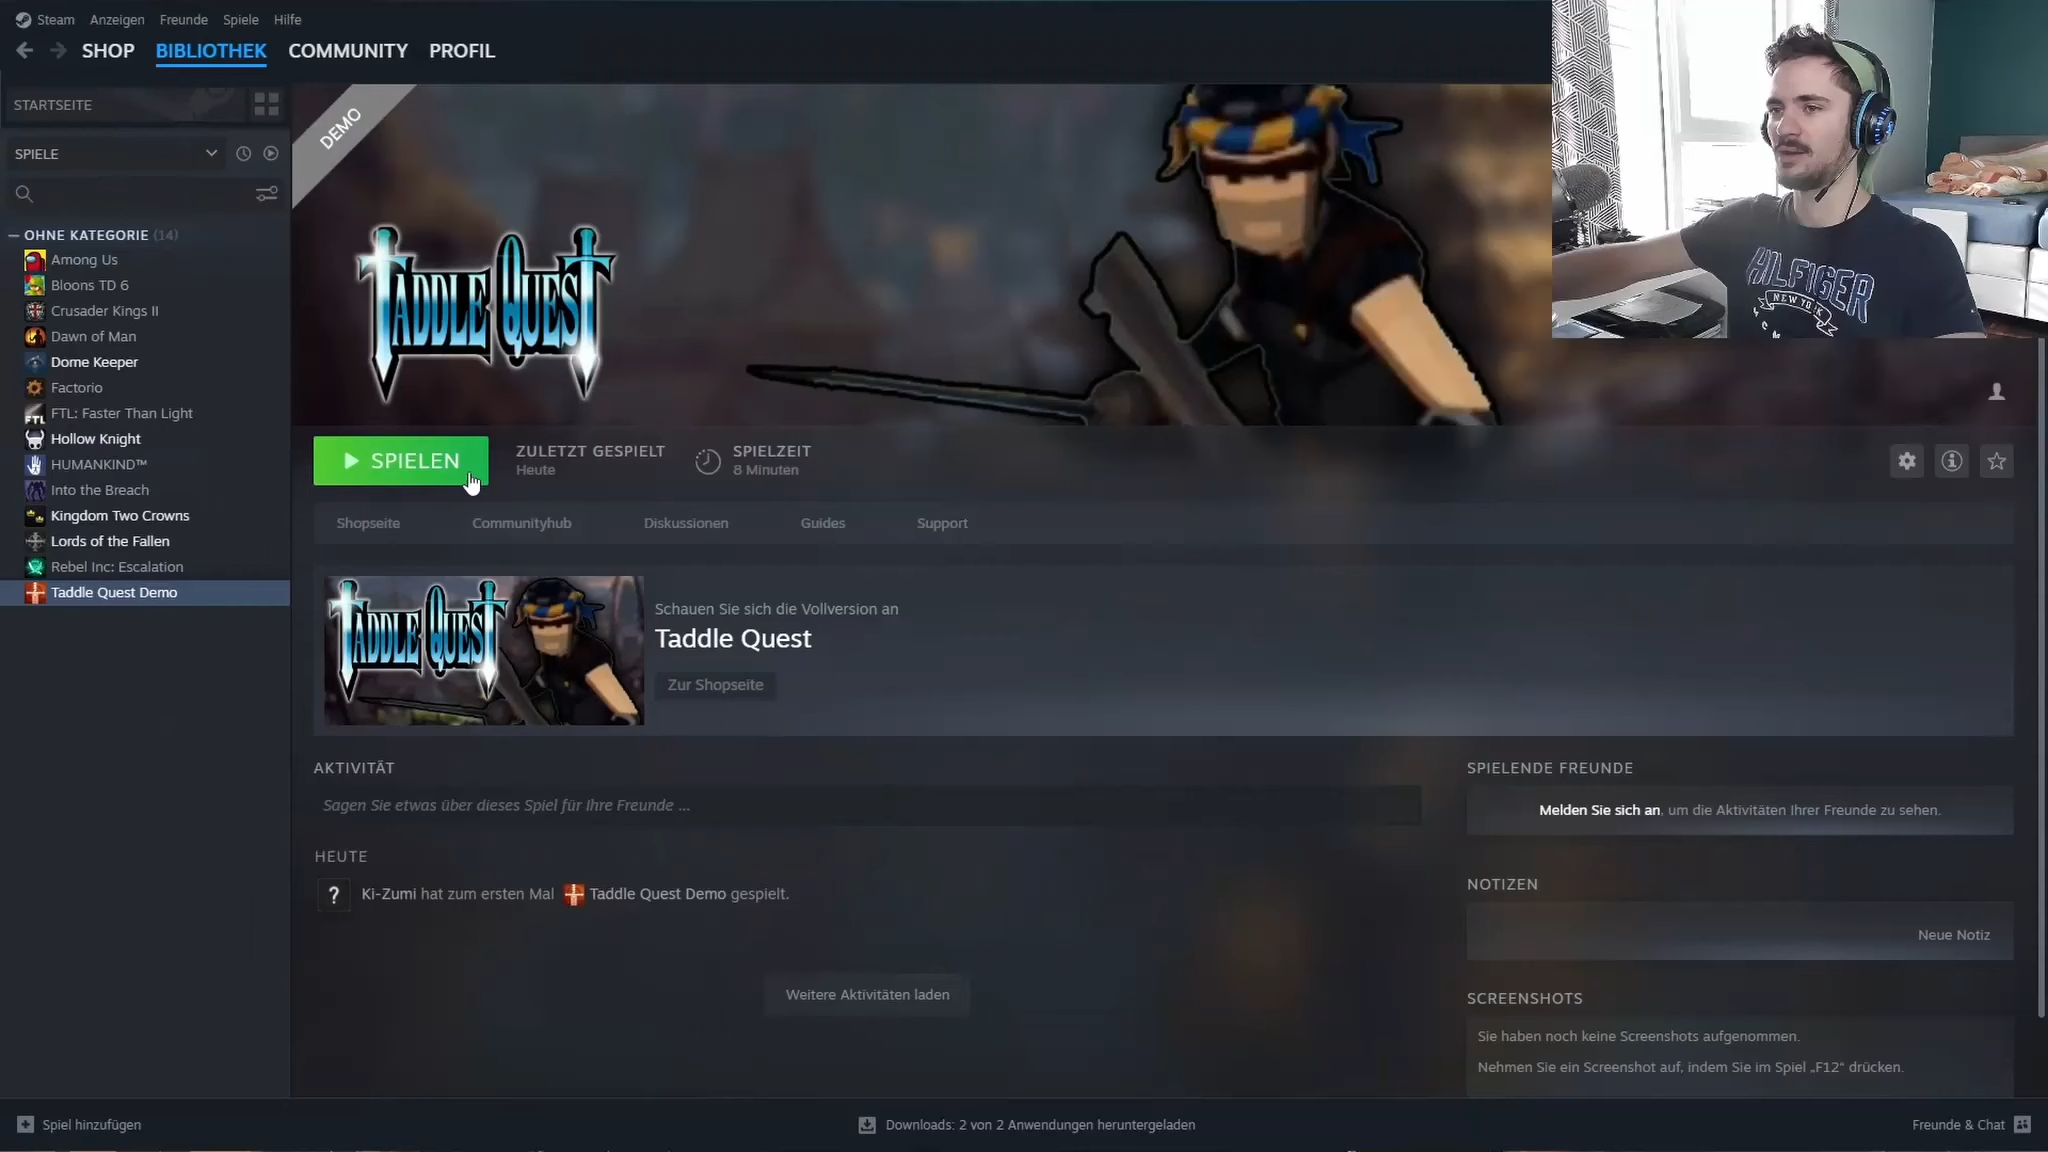 Steam Anzeigen Freunde Spiele Hilfe
SHOP BIBLIOTHEK COMMUNITY PROFIL
STARTSEITE
SPIELE
OHNE KATEGORIE (14)
Among Us
Bloons TD 6
Crusader Kings II
Dawn of Man
Dome Keeper
Factorio
FTL FTL: Faster Than Light
Hollow Knight
HUMANKIND™
Into the Breach
Kingdom Two Crowns
Lords of the Fallen
Rebel Inc: Escalation
Taddle Quest Demo
DEMO
TADDLE QUEST
HILFIGER
NEW YORK
SPIELEN
ZULETZT GESPIELT
Heute
SPIELZEIT
8 Minuten
Shopseite Communityhub Diskussionen Guides Support
TADDLE QUEST
Schauen Sie sich die Vollversion an
Taddle Quest
Zur Shopseite
AKTIVITÄT
Sagen Sie etwas über dieses Spiel für Ihre Freunde ...
HEUTE
? Ki-Zumi hat zum ersten Mal Taddle Quest Demo gespielt.
Weitere Aktivitäten laden
SPIELENDE FREUNDE
Melden Sie sich an, um die Aktivitäten Ihrer Freunde zu sehen.
NOTIZEN
Neue Notiz
SCREENSHOTS
Sie haben noch keine Screenshots aufgenommen.
Nehmen Sie ein Screenshot auf, indem Sie im Spiel „F12“ drücken.
Spiel hinzufügen
Downloads: 2 von 2 Anwendungen heruntergeladen
Freunde & Chat